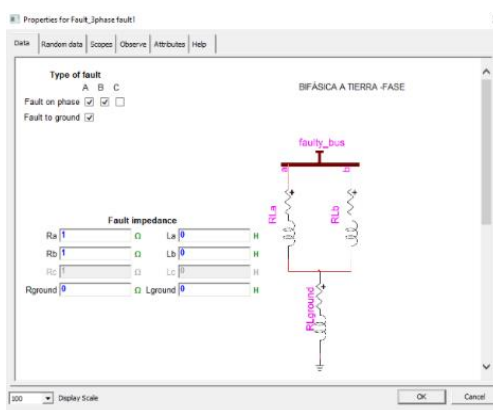 Properties for Fault_3phase fault1
Data Random data Scopes Observe Attributes Help
Type of fault
A B C
Fault on phase
Fault to ground
BIFÁSICA A TIERRA -FASE
faulty_bus
a b
RLa RLb
Fault impedance
Ra 1 Ω La 0 H
Rb 1 Ω Lb 0 H
Rc 1 Ω Lc 0 H
Rground 0 Ω Lground 0 H
RLground
100 Display Scale
OK Cancel